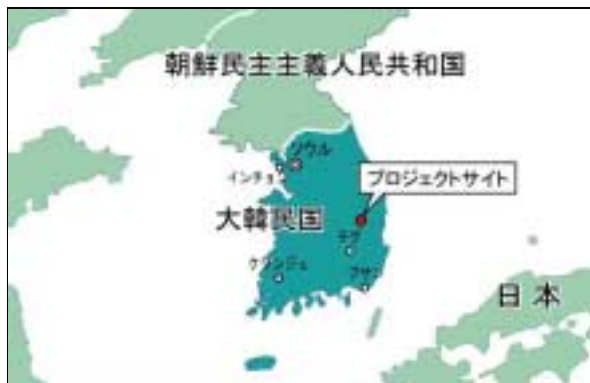 朝鮮民主主義人民共和国
ソウル
インチョン
プロジェクトサイト
大韓民国
テグ
クワンジュ
プサン
日本